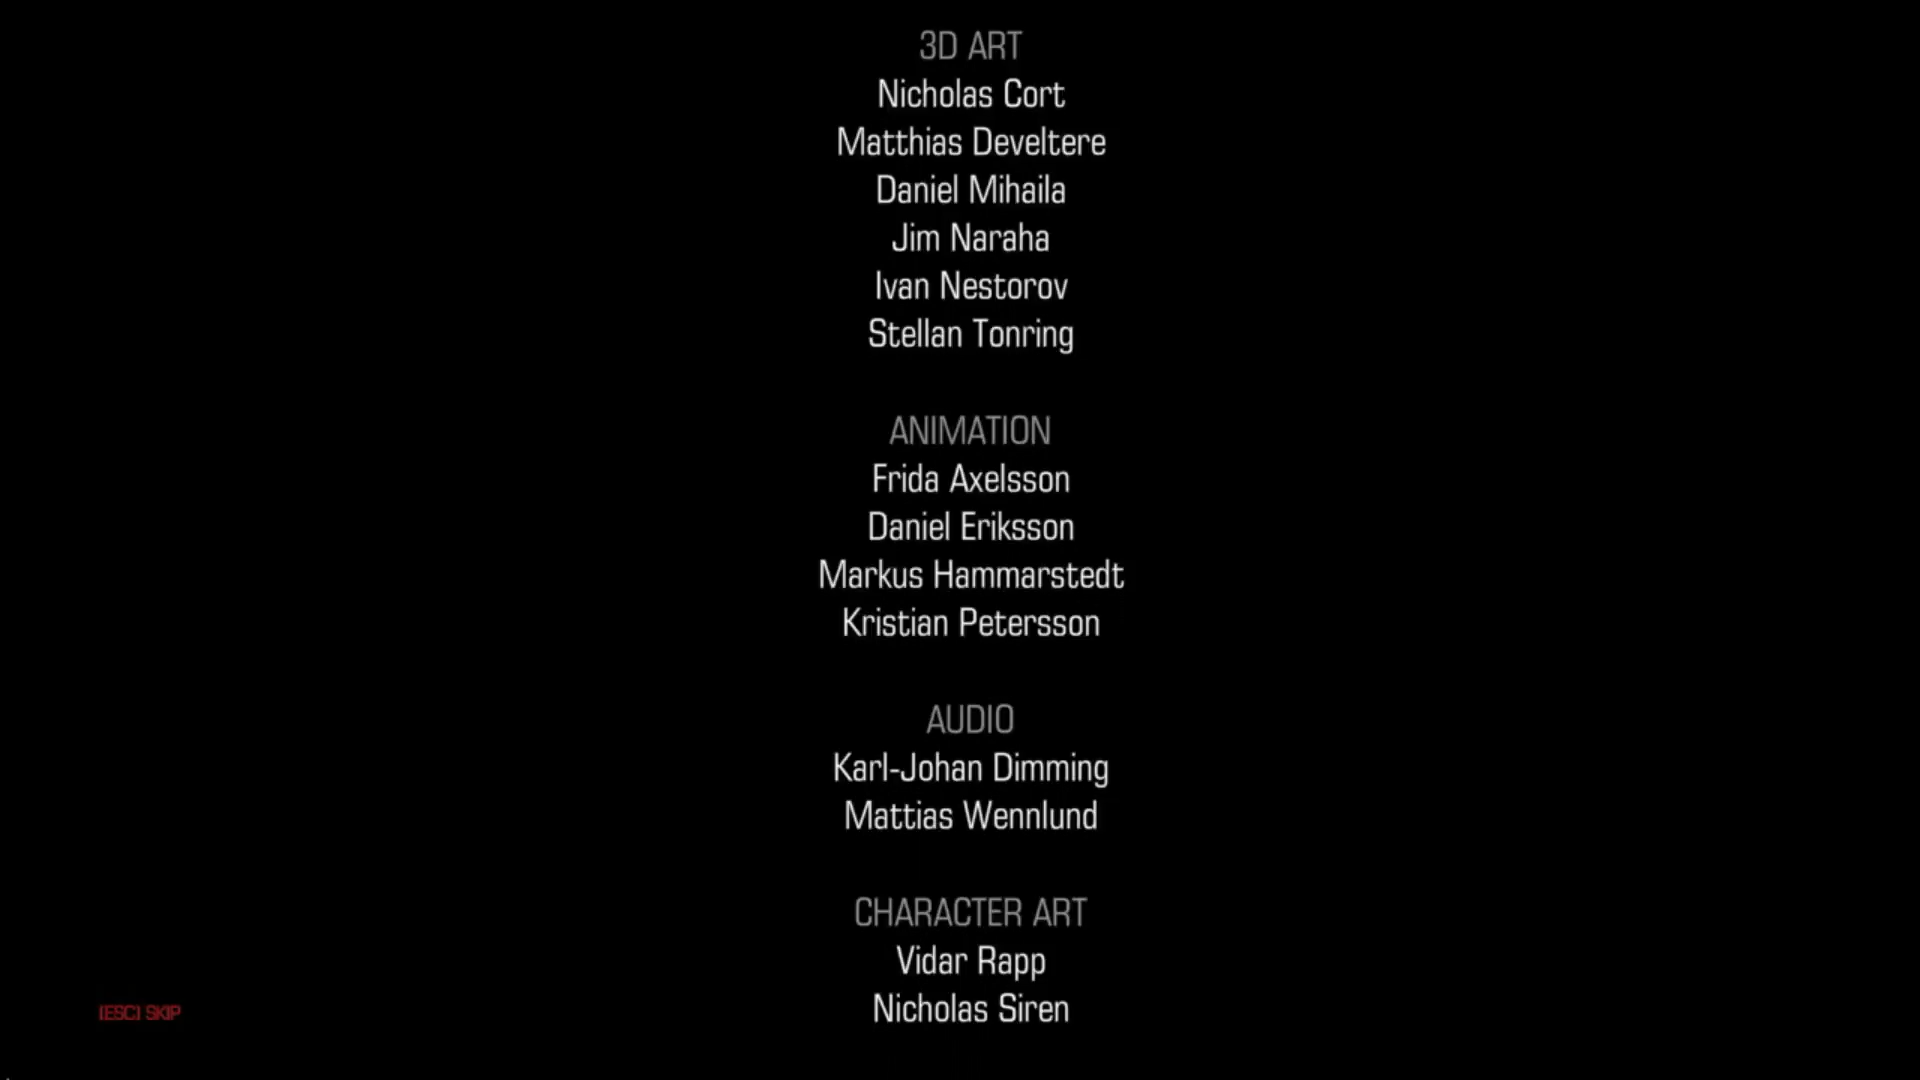 3D ART
Nicholas Cort
Matthias Develtere
Daniel Mihaila
Jim Naraha
Ivan Nestorov
Stellan Tonring
ANIMATION
Frida Axelsson
Daniel Eriksson
Markus Hammarstedt
Kristian Petersson
AUDIO
Karl-Johan Dimming
Mattias Wennlund
CHARACTER ART
Vidar Rapp
Nicholas Siren
[ESC] SKIP